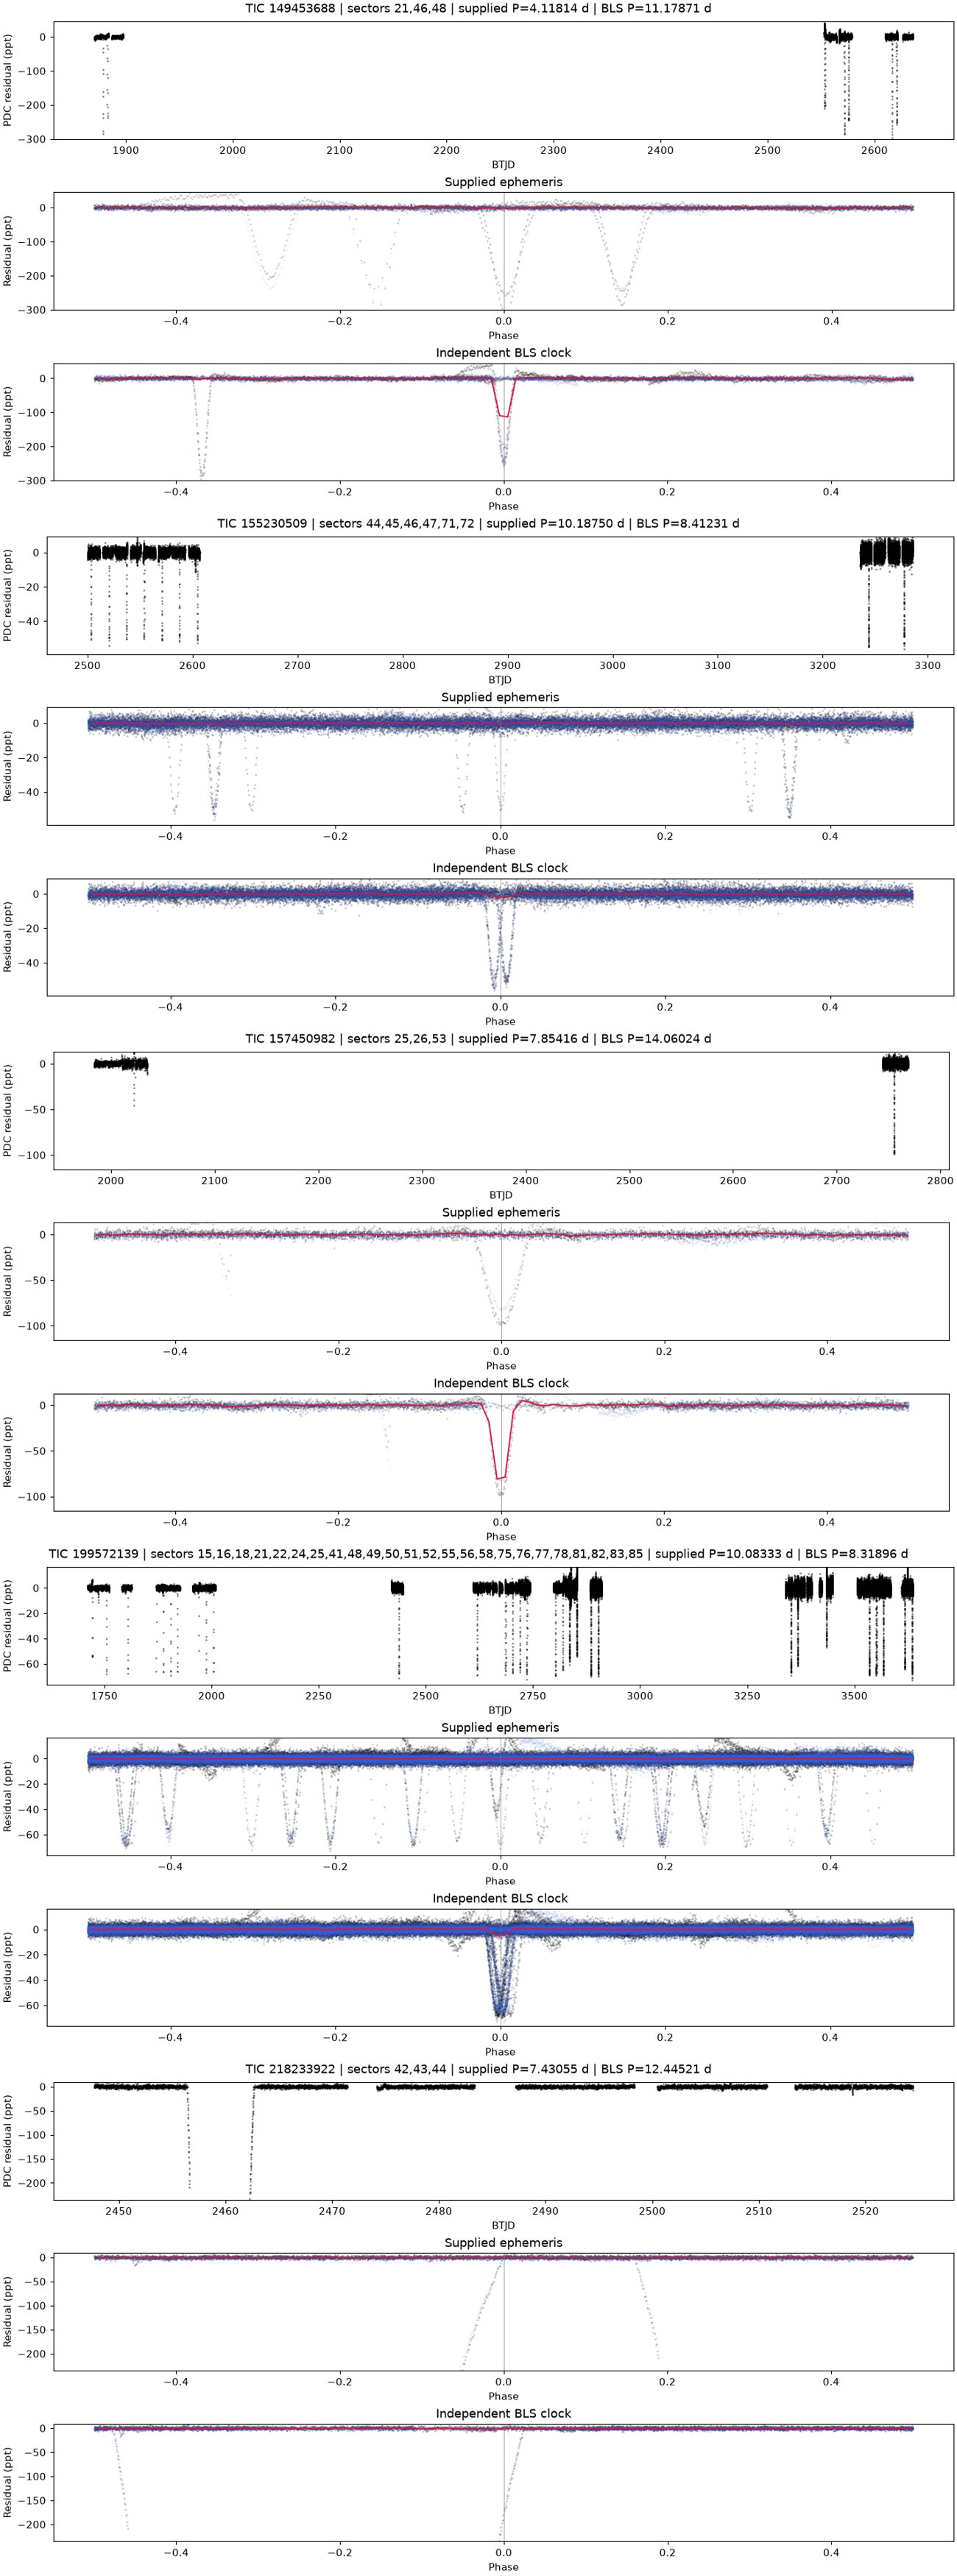 TIC 149453688 | sectors 21,46,48 | supplied P=4.11814 d | BLS P=11.17871 d
PDC residual (ppt)
0
−100
−200
−300
1900 2000 2100 2200 2300 2400 2500 2600
BTJD
Supplied ephemeris
Residual (ppt)
0
−100
−200
−300
−0.4 −0.2 0.0 0.2 0.4
Phase
Independent BLS clock
Residual (ppt)
0
−100
−200
−300
−0.4 −0.2 0.0 0.2 0.4
Phase
TIC 155230509 | sectors 44,45,46,47,71,72 | supplied P=10.18750 d | BLS P=8.41231 d
PDC residual (ppt)
0
−20
−40
2500 2600 2700 2800 2900 3000 3100 3200 3300
BTJD
Supplied ephemeris
Residual (ppt)
0
−20
−40
−0.4 −0.2 0.0 0.2 0.4
Phase
Independent BLS clock
Residual (ppt)
0
−20
−40
−0.4 −0.2 0.0 0.2 0.4
Phase
TIC 157450982 | sectors 25,26,53 | supplied P=7.85416 d | BLS P=14.06024 d
PDC residual (ppt)
0
−50
−100
2000 2100 2200 2300 2400 2500 2600 2700 2800
BTJD
Supplied ephemeris
Residual (ppt)
0
−50
−100
−0.4 −0.2 0.0 0.2 0.4
Phase
Independent BLS clock
Residual (ppt)
0
−50
−100
−0.4 −0.2 0.0 0.2 0.4
Phase
TIC 199572139 | sectors 15,16,18,21,22,24,25,41,48,49,50,51,52,55,56,58,75,76,77,78,81,82,83,85 | supplied P=10.08333 d | BLS P=8.31896 d
PDC residual (ppt)
0
−20
−40
−60
1750 2000 2250 2500 2750 3000 3250 3500
BTJD
Supplied ephemeris
Residual (ppt)
0
−20
−40
−60
−0.4 −0.2 0.0 0.2 0.4
Phase
Independent BLS clock
Residual (ppt)
0
−20
−40
−60
−0.4 −0.2 0.0 0.2 0.4
Phase
TIC 218233922 | sectors 42,43,44 | supplied P=7.43055 d | BLS P=12.44521 d
PDC residual (ppt)
0
−50
−100
−150
−200
2450 2460 2470 2480 2490 2500 2510 2520
BTJD
Supplied ephemeris
Residual (ppt)
0
−50
−100
−150
−200
−0.4 −0.2 0.0 0.2 0.4
Phase
Independent BLS clock
Residual (ppt)
0
−50
−100
−150
−200
−0.4 −0.2 0.0 0.2 0.4
Phase